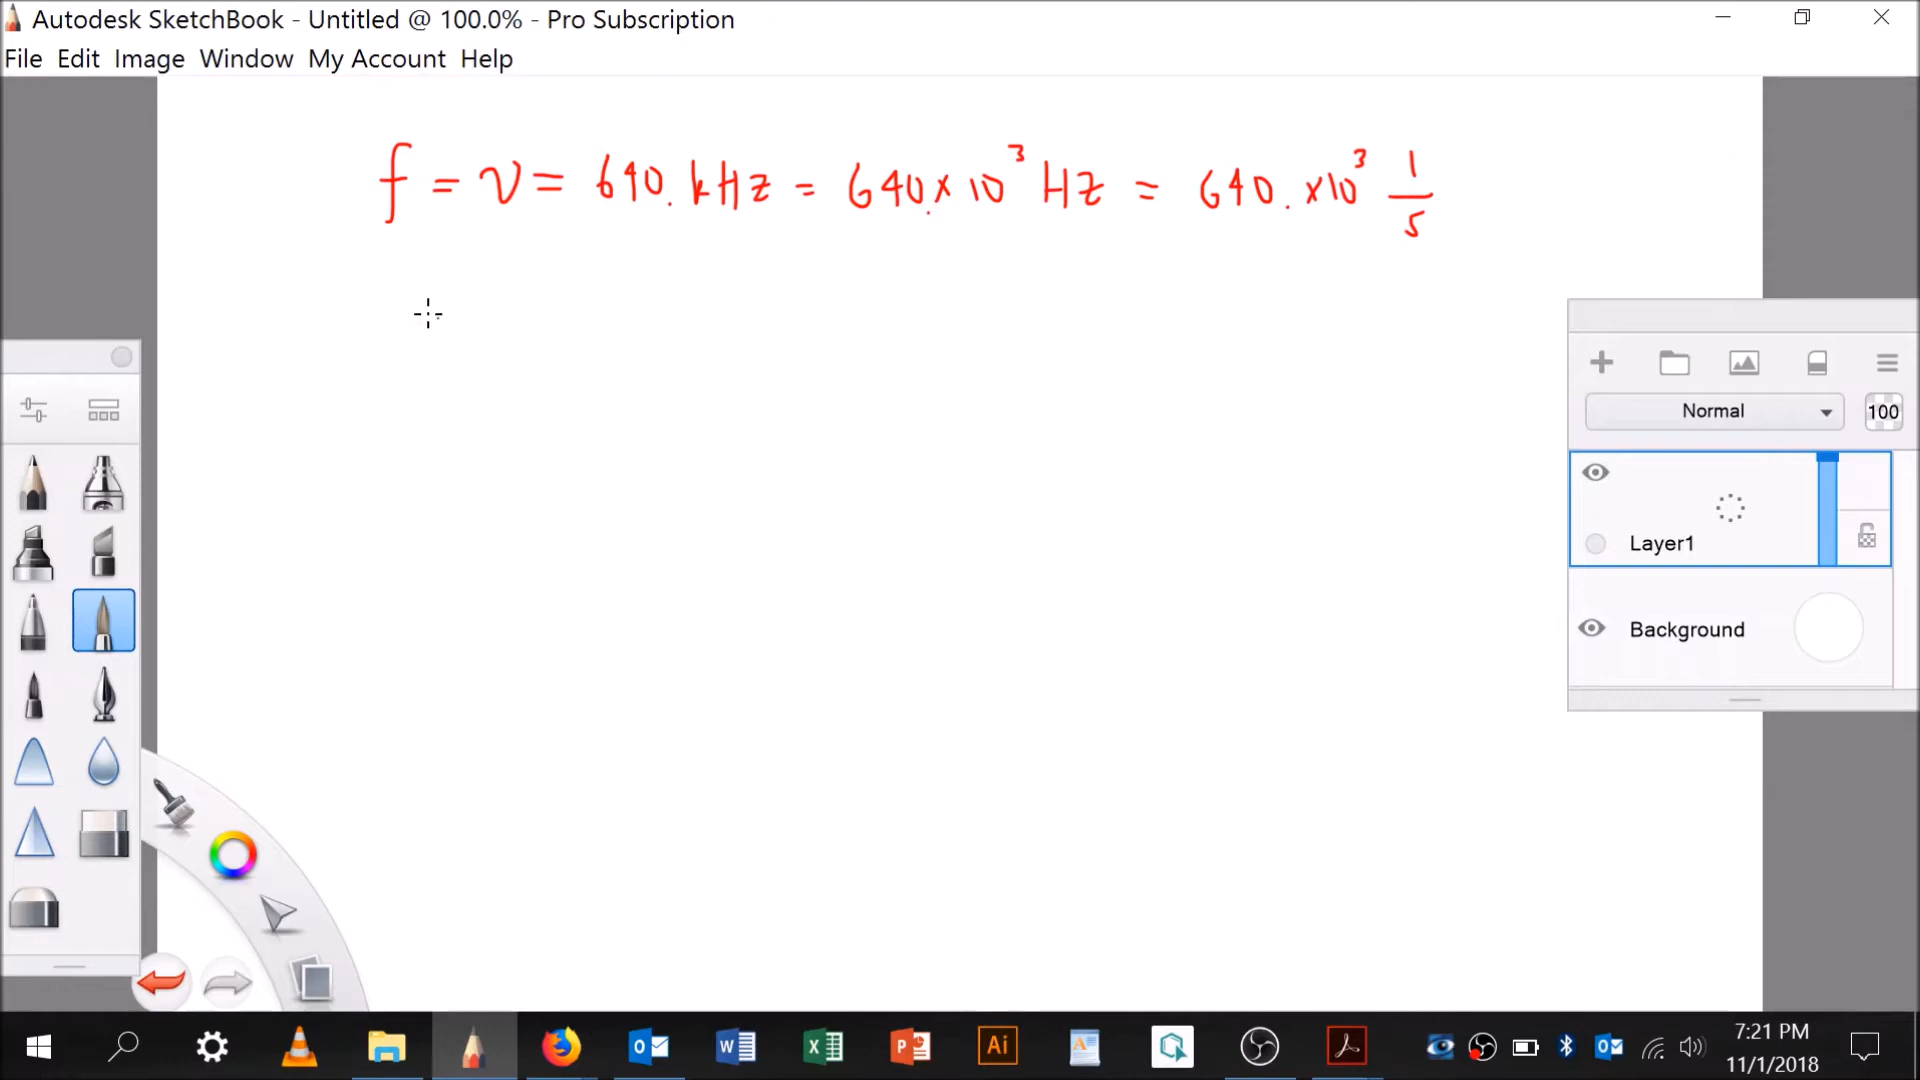 Autodesk SketchBook - Untitled @ 100.0% - Pro Subscription
File Edit Image Window My Account Help
f = ν = 640. kHz = 640. × 10³ Hz = 640. × 10³ 1/s
Normal
100
Layer1
Background
7:21 PM
11/1/2018